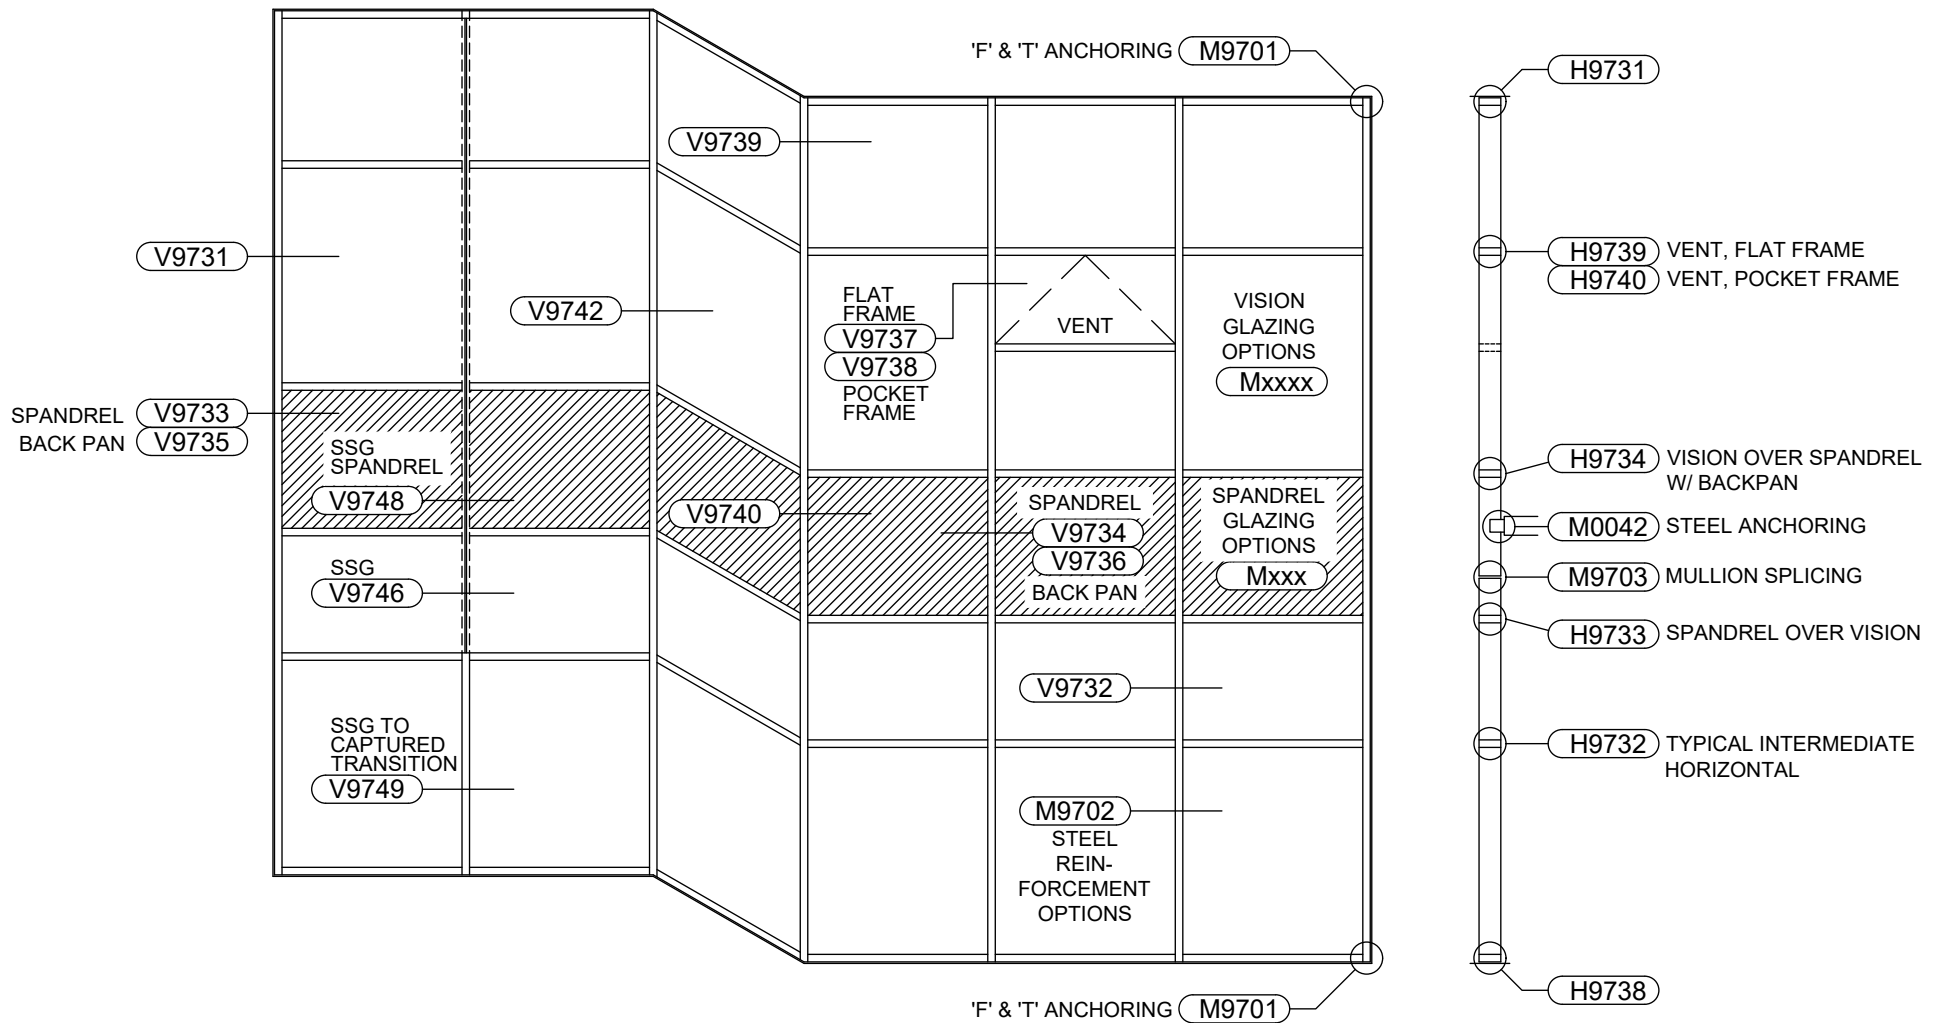 'F' & 'T' ANCHORING M9701
H9731
V9739
V9731
V9742
FLAT
FRAME
V9737
V9738
POCKET
FRAME
VENT
VISION
GLAZING
OPTIONS
Mxxxx
H9739 VENT, FLAT FRAME
H9740 VENT, POCKET FRAME
SPANDREL V9733
BACK PAN V9735
SSG
SPANDREL
V9748
V9740
SPANDREL
V9734
V9736
BACK PAN
SPANDREL
GLAZING
OPTIONS
Mxxx
H9734 VISION OVER SPANDREL
W/ BACKPAN
M0042 STEEL ANCHORING
M9703 MULLION SPLICING
H9733 SPANDREL OVER VISION
SSG
V9746
V9732
SSG TO
CAPTURED
TRANSITION
V9749
M9702
STEEL
REIN-
FORCEMENT
OPTIONS
H9732 TYPICAL INTERMEDIATE
HORIZONTAL
H9738
'F' & 'T' ANCHORING M9701